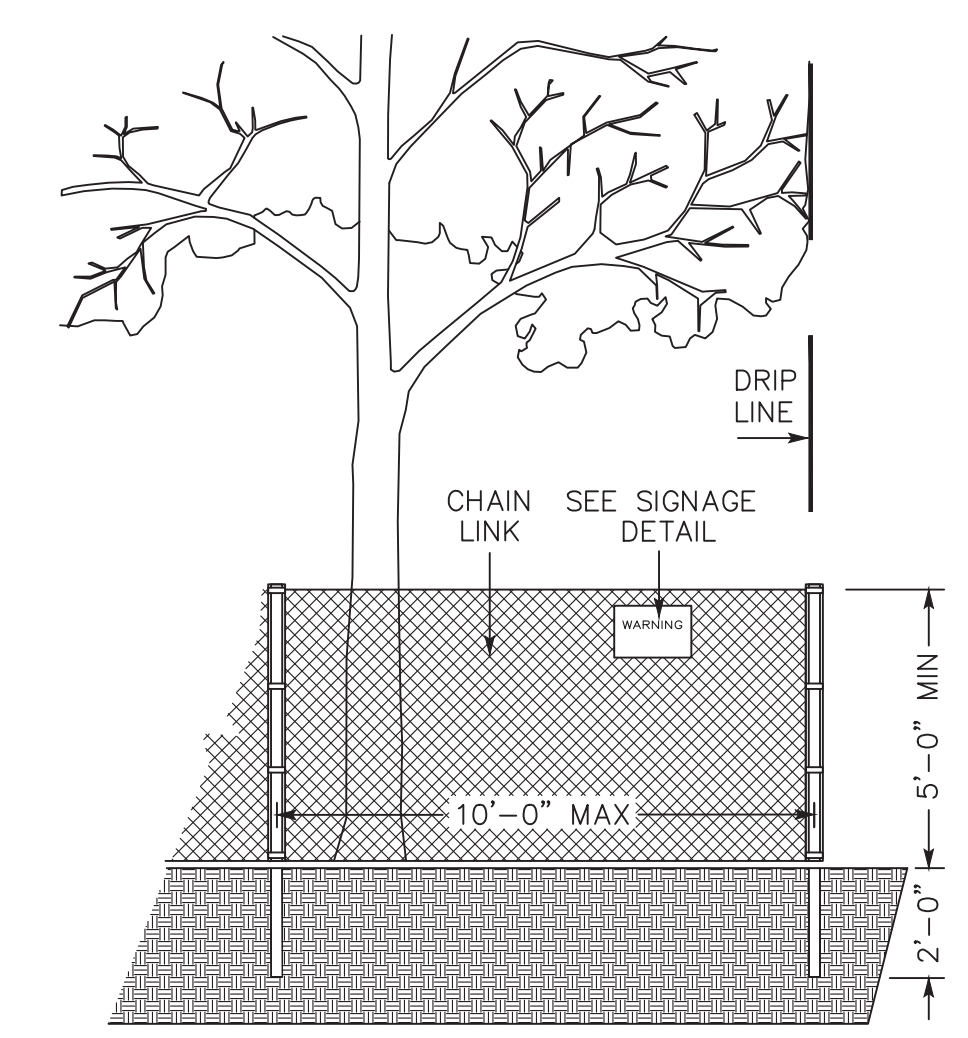 DRIP
LINE
CHAIN
LINK
SEE SIGNAGE
DETAIL
WARNING
5'-0" MIN
10'-0" MAX
2'-0"